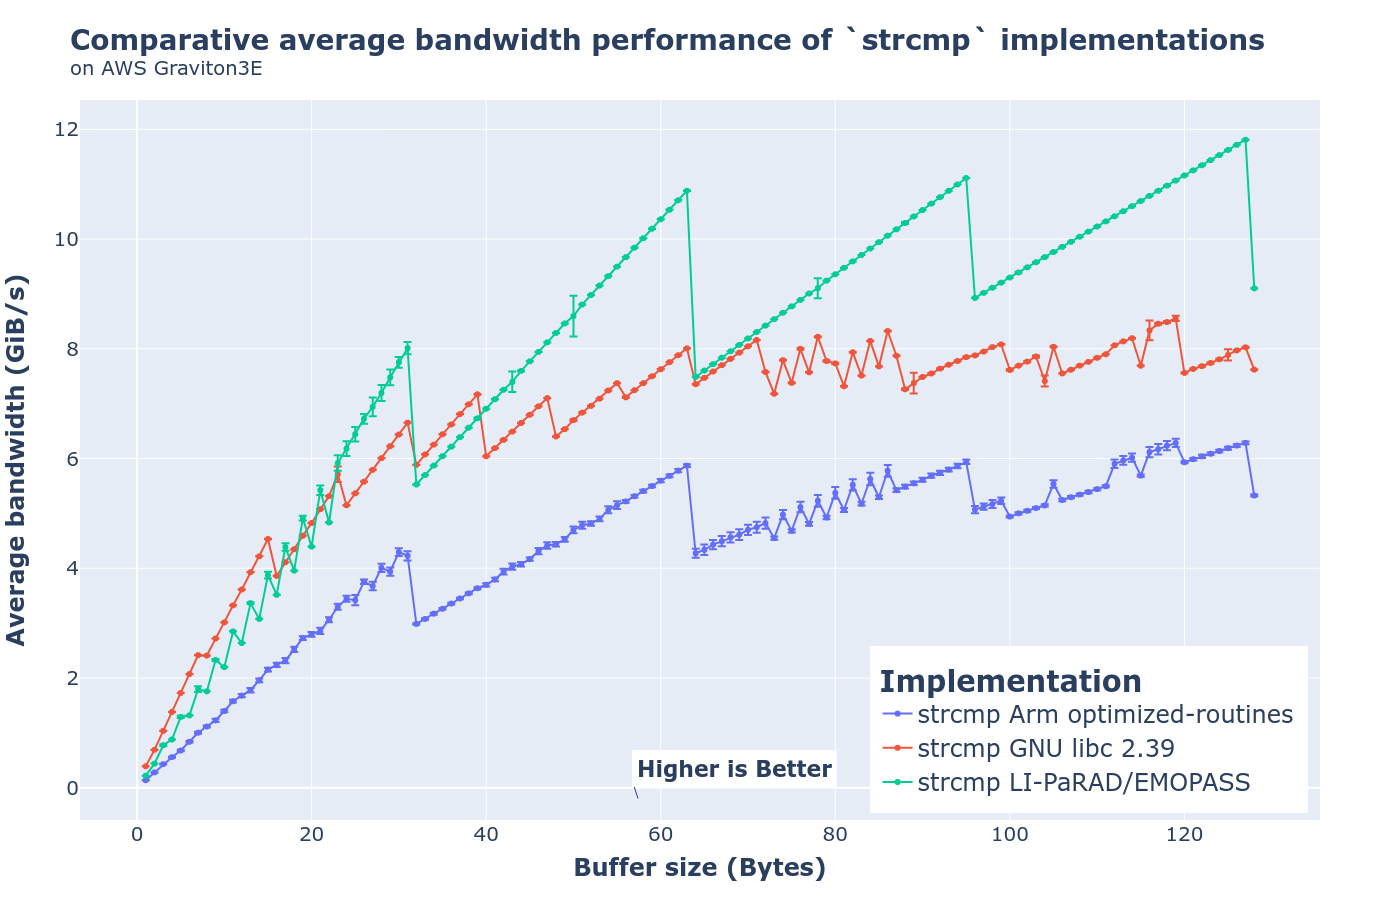 Comparative average bandwidth performance of `strcmp` implementations
on AWS Graviton3E
12
10
8
6
4
2
0
Average bandwidth (GiB/s)
Implementation
strcmp Arm optimized-routines
strcmp GNU libc 2.39
strcmp LI-PaRAD/EMOPASS
Higher is Better
0 20 40 60 80 100 120
Buffer size (Bytes)